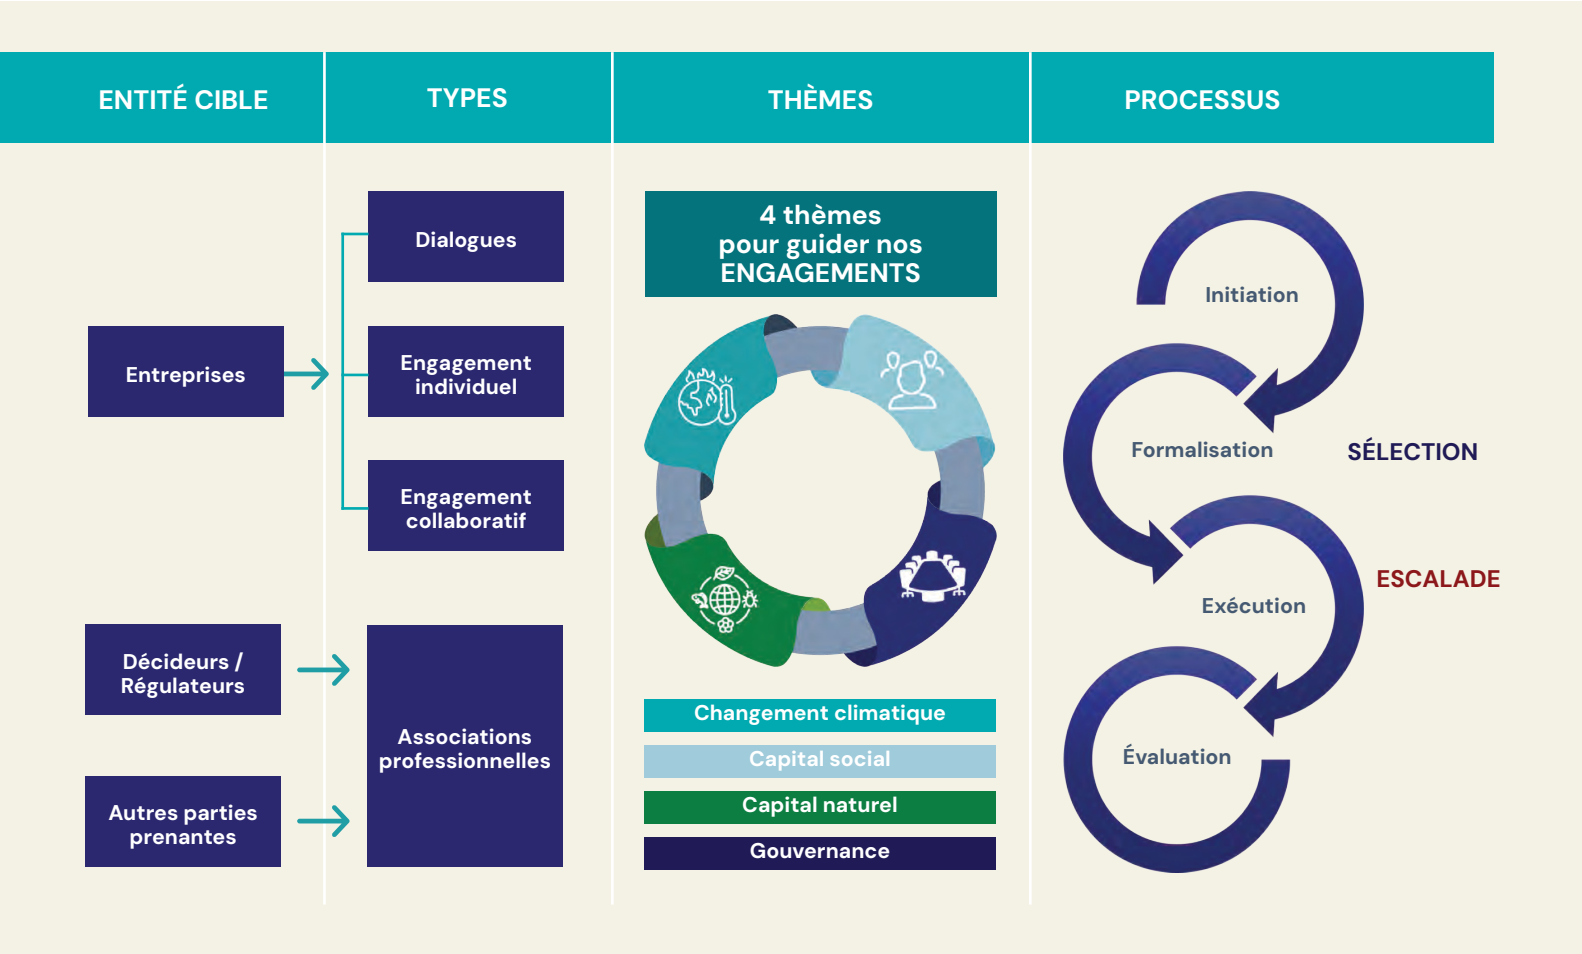 ENTITÉ CIBLE
TYPES
THÈMES
PROCESSUS
Entreprises
Décideurs /
Régulateurs
Autres parties
prenantes
Dialogues
Engagement
individuel
Engagement
collaboratif
Associations
professionnelles
4 thèmes
pour guider nos
ENGAGEMENTS
Changement climatique
Capital social
Capital naturel
Gouvernance
Initiation
Formalisation
SÉLECTION
ESCALADE
Exécution
Évaluation